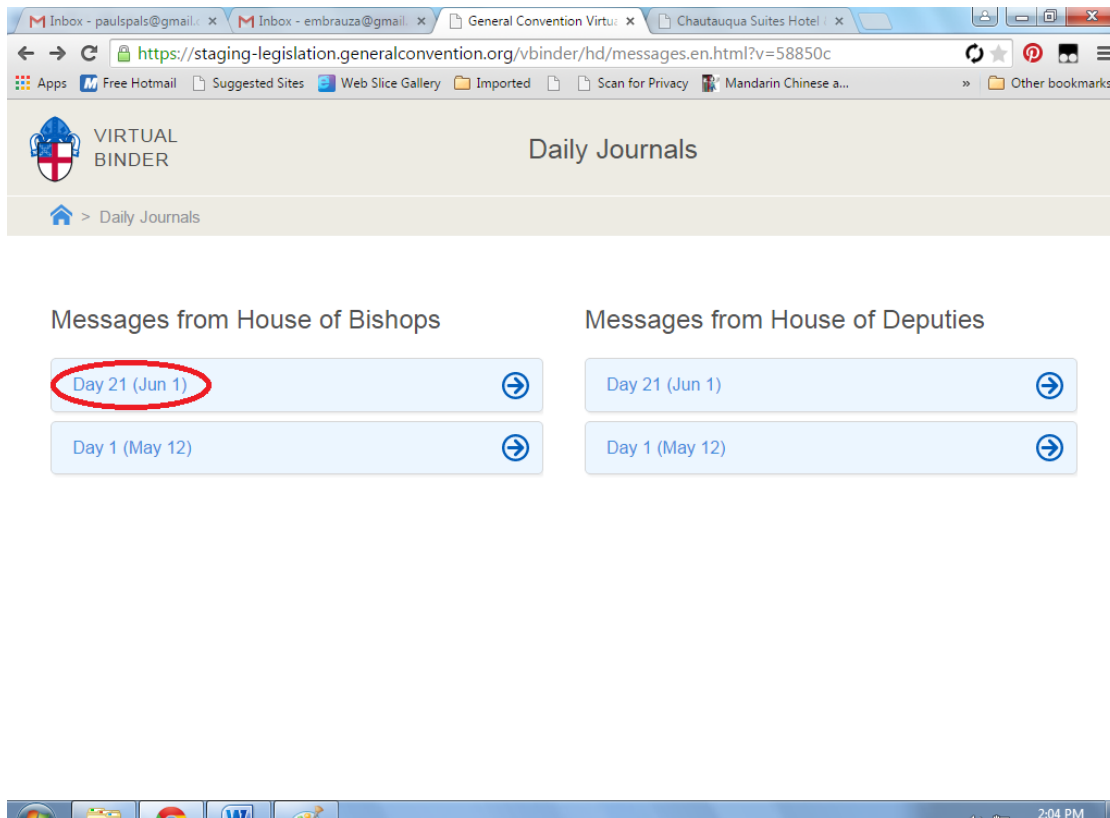 Inbox - paulspals@gmail.c
Inbox - embrauza@gmail.
General Convention Virtua
Chautauqua Suites Hotel &
https://staging-legislation.generalconvention.org/vbinder/hd/messages.en.html?v=58850c
Apps Free Hotmail Suggested Sites Web Slice Gallery Imported Scan for Privacy Mandarin Chinese a... » Other bookmarks
VIRTUAL
BINDER
Daily Journals
> Daily Journals
Messages from House of Bishops
Day 21 (Jun 1)
Day 1 (May 12)
Messages from House of Deputies
Day 21 (Jun 1)
Day 1 (May 12)
2:04 PM